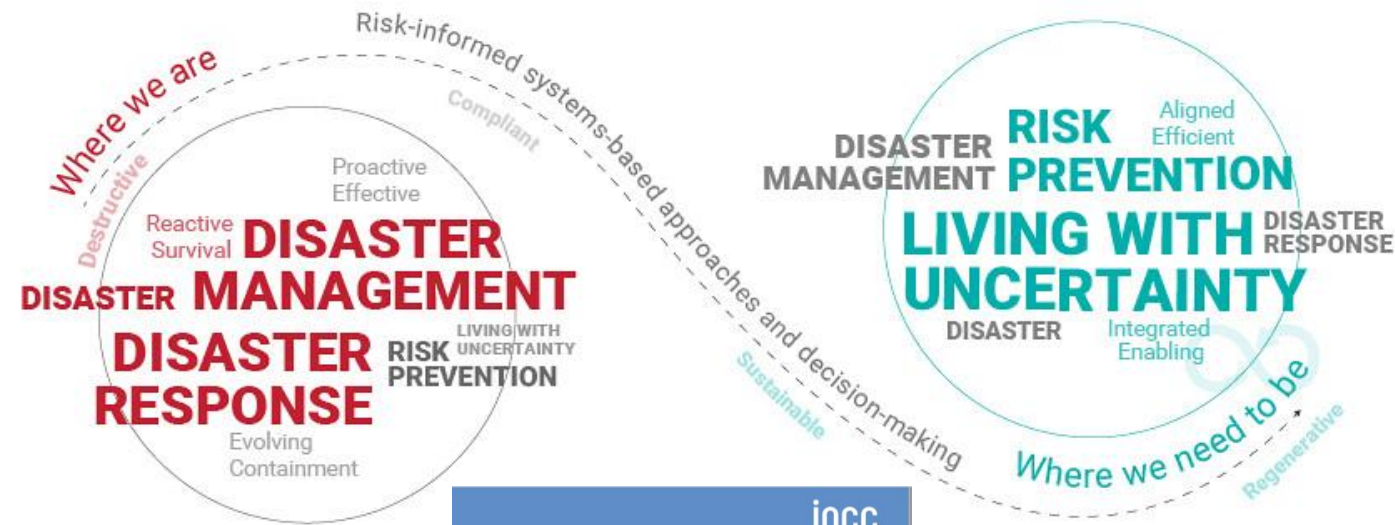 Where we are
Risk-informed systems-based approaches and decision-making
Destructive
Compliant
Proactive
Effective
Reactive
Survival
DISASTER
MANAGEMENT
DISASTER
DISASTER
RESPONSE
RISK
PREVENTION
LIVING WITH
UNCERTAINTY
Evolving
Containment
Sustainable
DISASTER
MANAGEMENT
RISK
PREVENTION
Aligned
Efficient
LIVING WITH
UNCERTAINTY
DISASTER
RESPONSE
DISASTER
Integrated
Enabling
Where we need to be
Regenerative